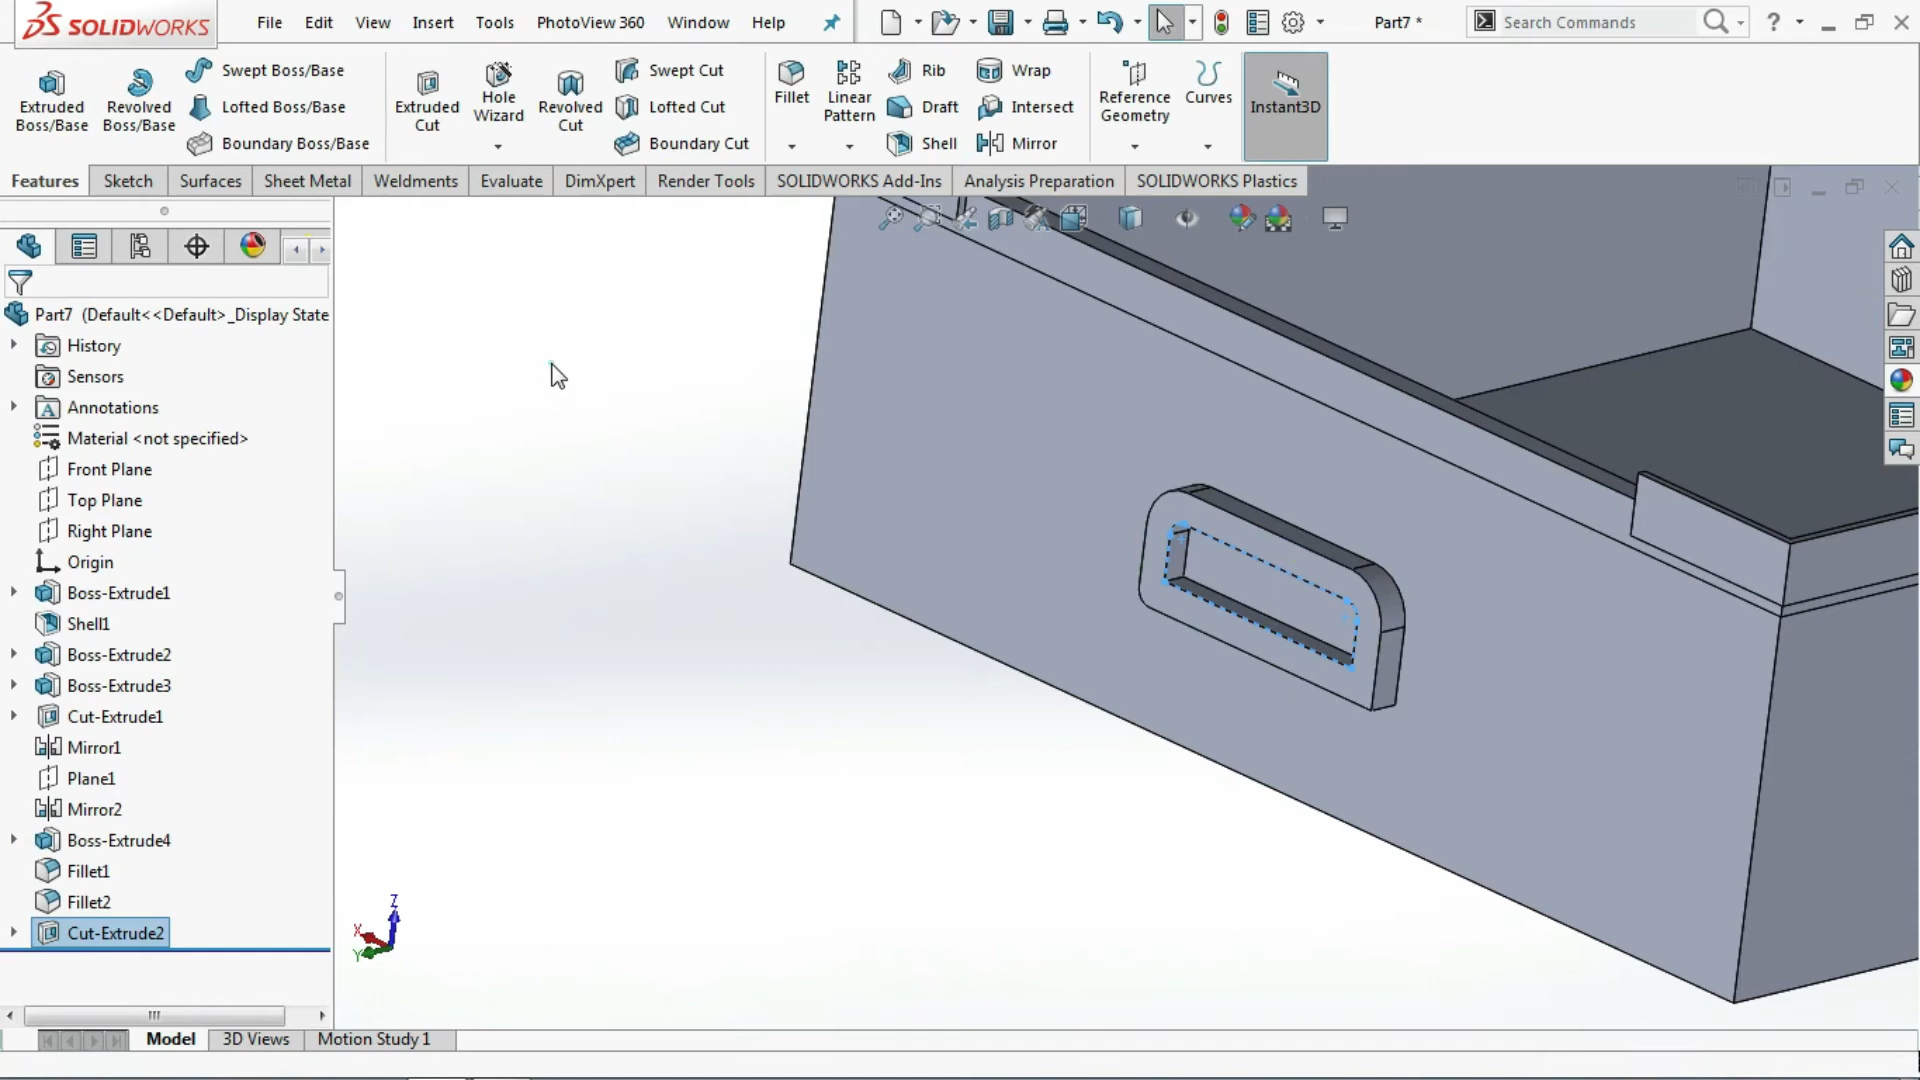 SOLIDWORKS File Edit View Insert Tools PhotoView 360 Window Help Part7 * Search Commands ?
Extruded Boss/Base
Revolved Boss/Base
Swept Boss/Base
Lofted Boss/Base
Boundary Boss/Base
Extruded Cut
Hole Wizard
Revolved Cut
Swept Cut
Lofted Cut
Boundary Cut
Fillet
Linear Pattern
Rib
Draft
Shell
Wrap
Intersect
Mirror
Reference Geometry
Curves
Instant3D
Features Sketch Surfaces Sheet Metal Weldments Evaluate DimXpert Render Tools SOLIDWORKS Add-Ins Analysis Preparation SOLIDWORKS Plastics
Part7 (Default<<Default>_Display State
History
Sensors
Annotations
Material <not specified>
Front Plane
Top Plane
Right Plane
Origin
Boss-Extrude1
Shell1
Boss-Extrude2
Boss-Extrude3
Cut-Extrude1
Mirror1
Plane1
Mirror2
Boss-Extrude4
Fillet1
Fillet2
Cut-Extrude2
Z
X
Y
Model 3D Views Motion Study 1